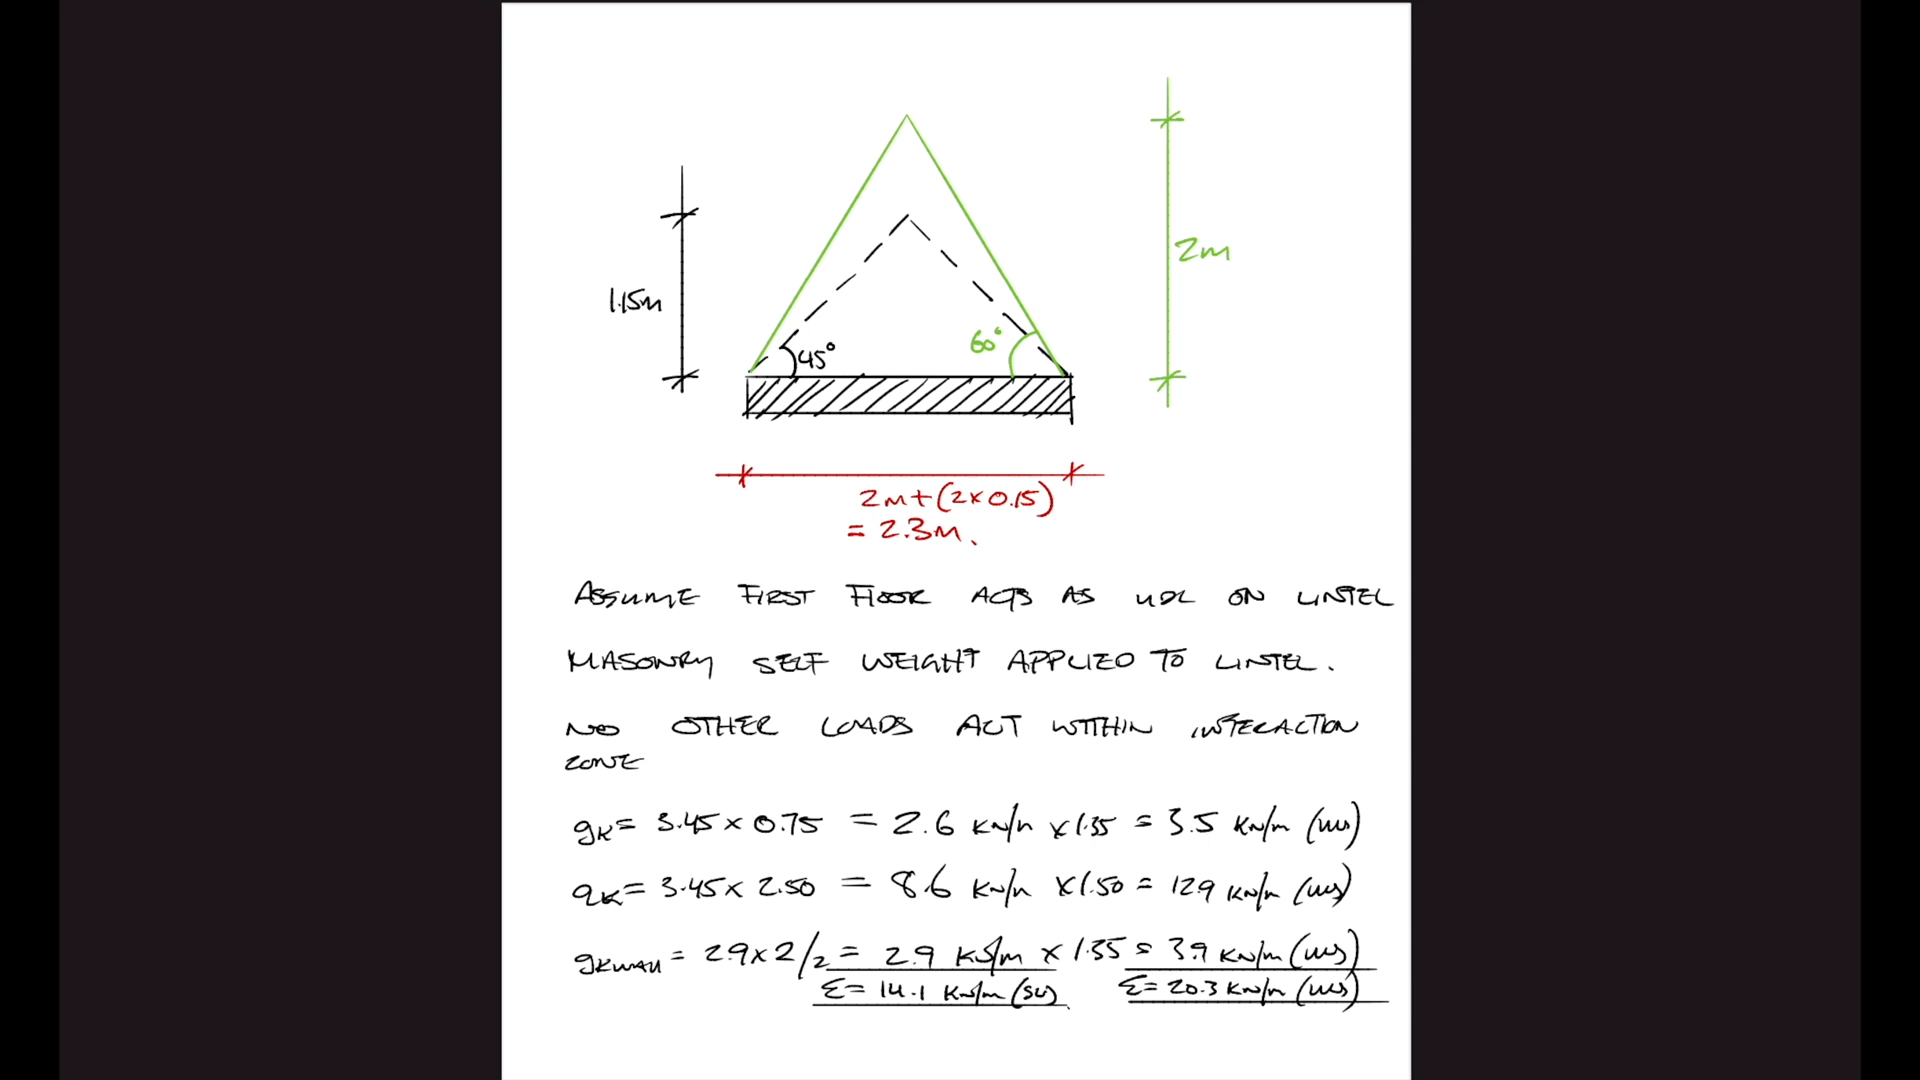 2m
1.15m
60°
45°
2m+(2×0.15)
= 2.3m.
ASSUME FIRST FLOOR ACTS AS UDL ON LINTEL
MASONRY SELF WEIGHT APPLIED TO LINTEL.
NO OTHER LOADS ACT WITHIN INTERACTION
ZONE
gk= 3.45×0.75 = 2.6 kN/m ×1.35 = 3.5 kN/m (ULS)
qk= 3.45×2.50 = 8.6 kN/m ×1.50 = 12.9 kN/m (ULS)
gkwall = 2.9×2/2 = 2.9 kN/m × 1.35 = 3.9 kN/m (ULS)
Σ= 14.1 kN/m (SLS) Σ= 20.3 kN/m (ULS)